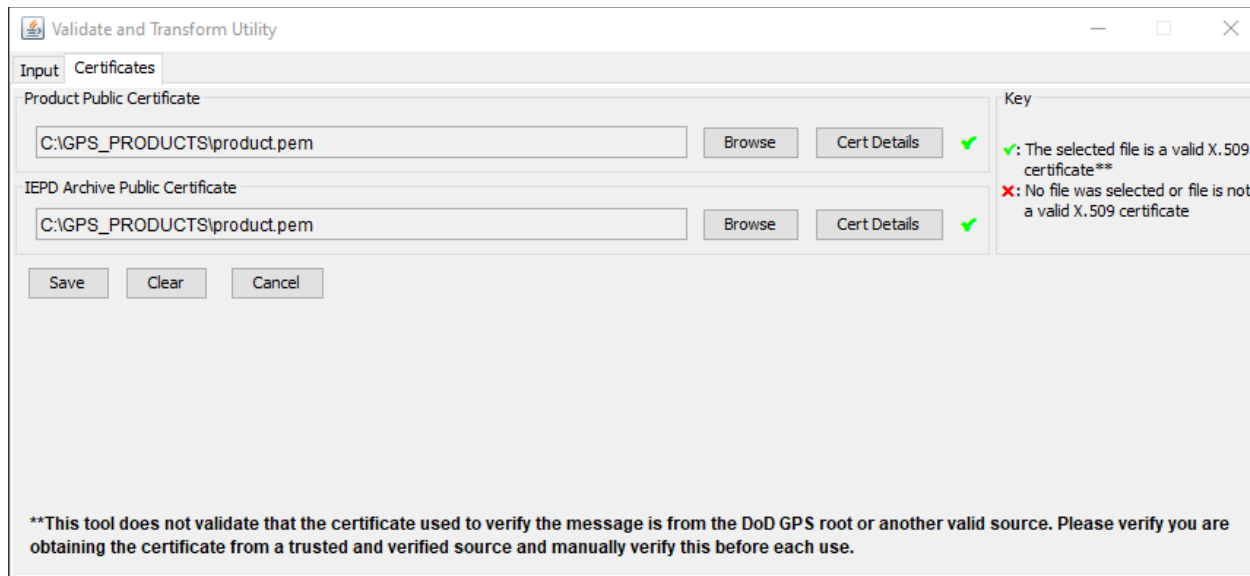 Validate and Transform Utility
Input Certificates
Product Public Certificate
C:\GPS_PRODUCTS\product.pem
Browse
Cert Details
IEPD Archive Public Certificate
C:\GPS_PRODUCTS\product.pem
Browse
Cert Details
Key
✔: The selected file is a valid X.509
certificate**
✖: No file was selected or file is not
a valid X.509 certificate
Save
Clear
Cancel
**This tool does not validate that the certificate used to verify the message is from the DoD GPS root or another valid source. Please verify you are
obtaining the certificate from a trusted and verified source and manually verify this before each use.